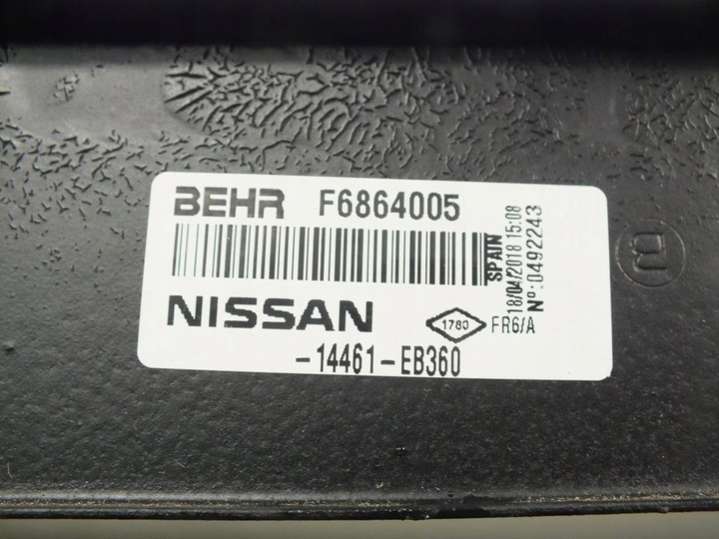 BEHR F6864005
SPAIN
18/04/2018 15:08
Nº:0492243
NISSAN
1780
FR6/A
-14461-EB360